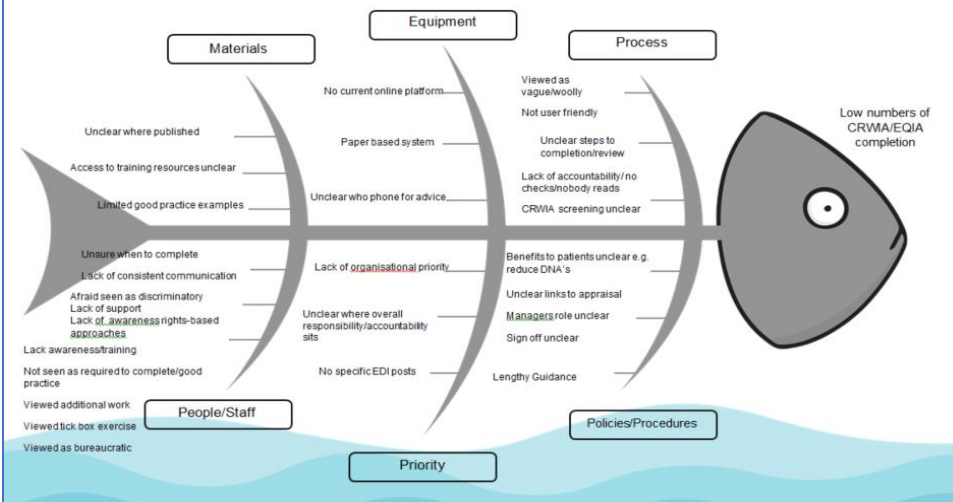 Materials
Equipment
Process
Unclear where published
Access to training resources unclear
Limited good practice examples
No current online platform
Paper based system
Unclear who phone for advice
Viewed as
vague/woolly
Not user friendly
Unclear steps to
completion/review
Lack of accountability/ no
checks/nobody reads
CRWIA screening unclear
Low numbers of
CRWIA/EQIA
completion
Unsure when to complete
Lack of consistent communication
Afraid seen as discriminatory
Lack of support
Lack of awareness rights-based
approaches
Lack awareness/training
Not seen as required to complete/good
practice
Viewed additional work
Viewed tick box exercise
Viewed as bureaucratic
People/Staff
Lack of organisational priority
Unclear where overall
responsibility/accountability
sits
No specific EDI posts
Priority
Benefits to patients unclear e.g.
reduce DNA's
Unclear links to appraisal
Managers role unclear
Sign off unclear
Lengthy Guidance
Policies/Procedures